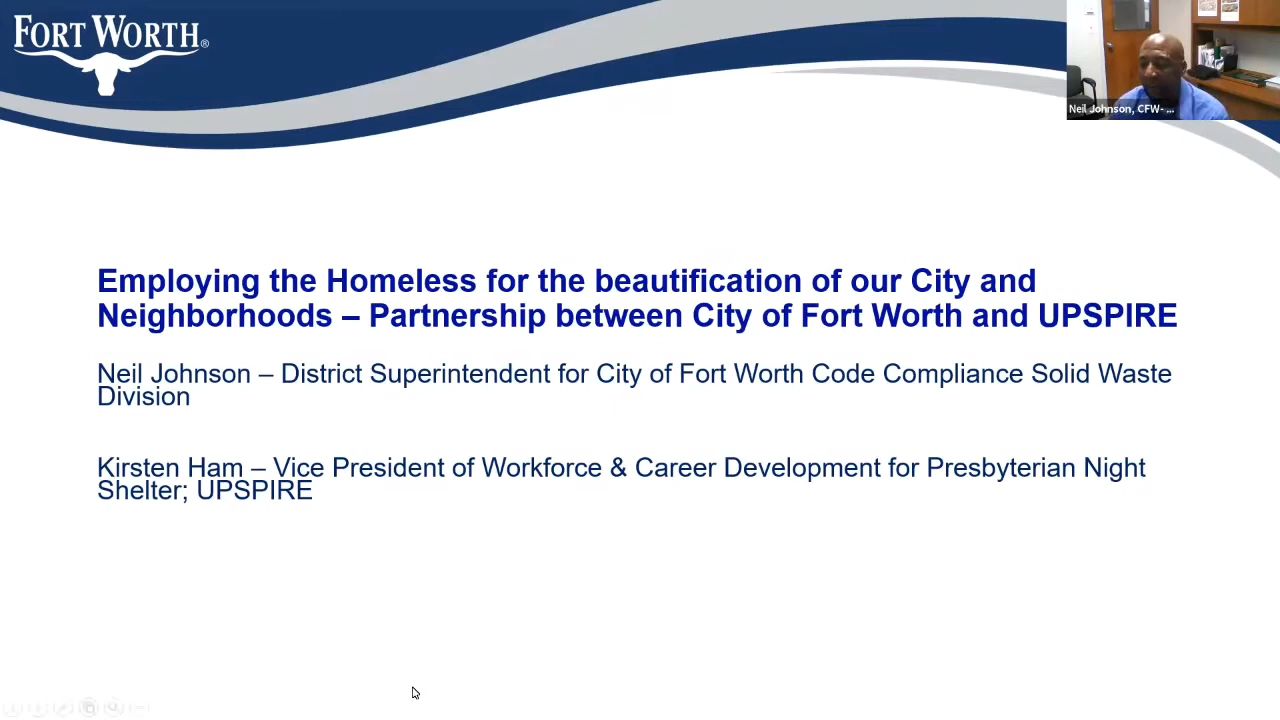 FORT WORTH®
Neil Johnson, CFW- ...
Employing the Homeless for the beautification of our City and
Neighborhoods – Partnership between City of Fort Worth and UPSPIRE
Neil Johnson – District Superintendent for City of Fort Worth Code Compliance Solid Waste
Division
Kirsten Ham – Vice President of Workforce & Career Development for Presbyterian Night
Shelter; UPSPIRE